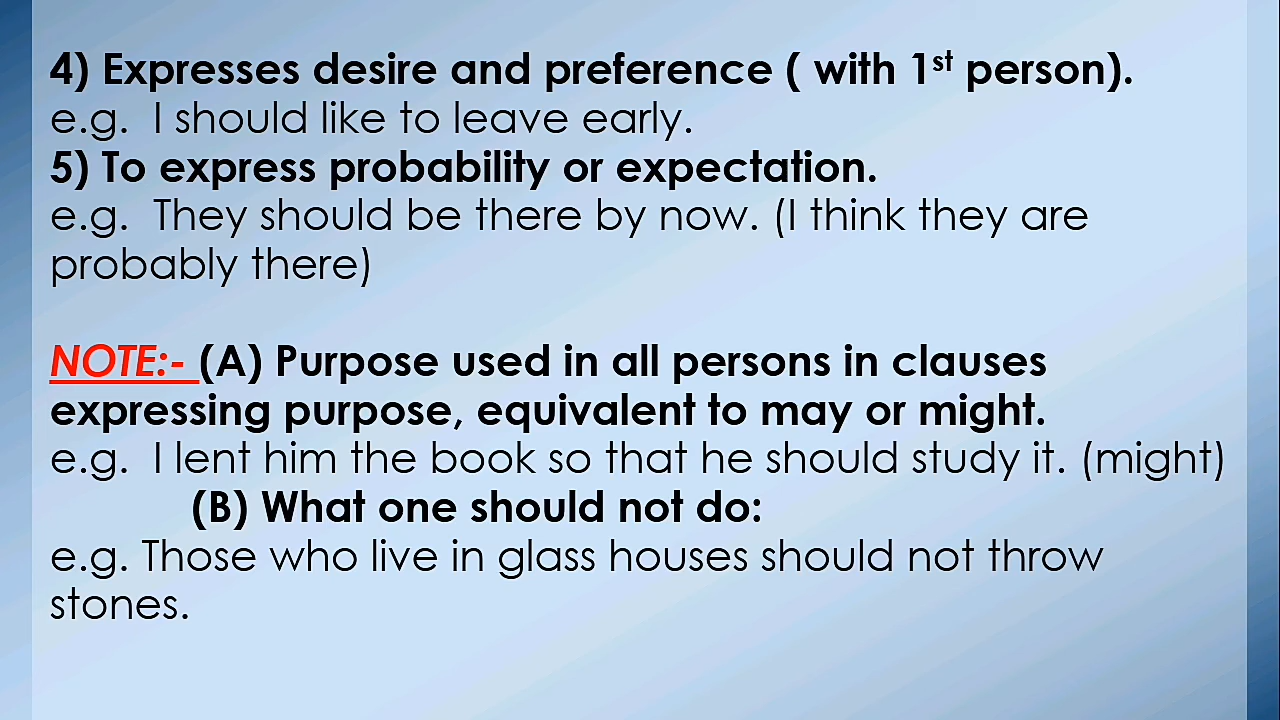 4) Expresses desire and preference ( with 1st person).
e.g.  I should like to leave early.
5) To express probability or expectation.
e.g.  They should be there by now. (I think they are
probably there)
NOTE:- (A) Purpose used in all persons in clauses
expressing purpose, equivalent to may or might.
e.g.  I lent him the book so that he should study it. (might)
(B) What one should not do:
e.g. Those who live in glass houses should not throw
stones.